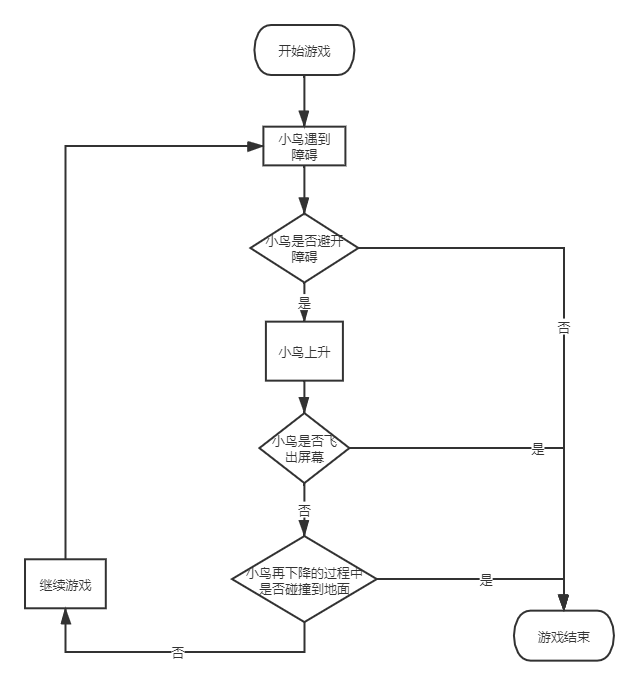 开始游戏
小鸟遇到
障碍
小鸟是否避开
障碍
是
否
小鸟上升
小鸟是否飞
出屏幕
是
否
小鸟再下降的过程中
是否碰撞到地面
是
继续游戏
游戏结束
否